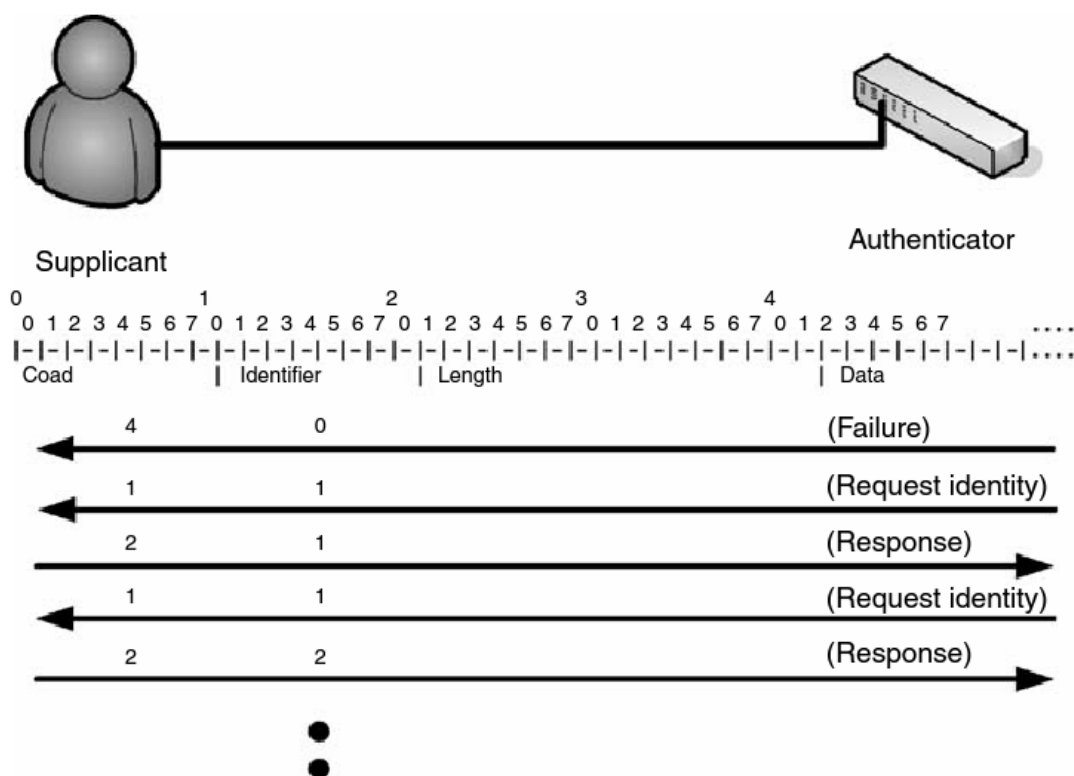 Supplicant
Authenticator
0 1 2 3 4
0 1 2 3 4 5 6 7 0 1 2 3 4 5 6 7 0 1 2 3 4 5 6 7 0 1 2 3 4 5 6 7 0 1 2 3 4 5 6 7 ....
|-|-|-|-|-|-|-|-|-|-|-|-|-|-|-|-|-|-|-|-|-|-|-|-|-|-|-|-|-|-|-|-|-|-|-|-|-|-|-|-| ....
Coad | Identifier | Length | Data
4 0 (Failure)
1 1 (Request identity)
2 1 (Response)
1 1 (Request identity)
2 2 (Response)